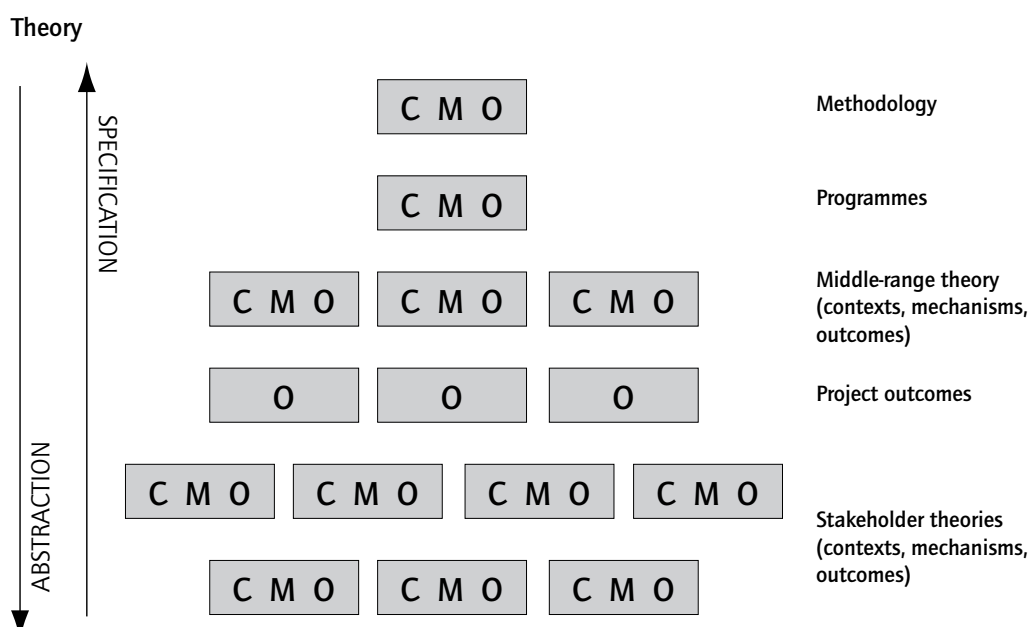 Theory
SPECIFICATION
ABSTRACTION
C M O
Methodology
C M O
Programmes
C M O
C M O
C M O
Middle-range theory
(contexts, mechanisms,
outcomes)
O
O
O
Project outcomes
C M O
C M O
C M O
C M O
C M O
C M O
C M O
Stakeholder theories
(contexts, mechanisms,
outcomes)